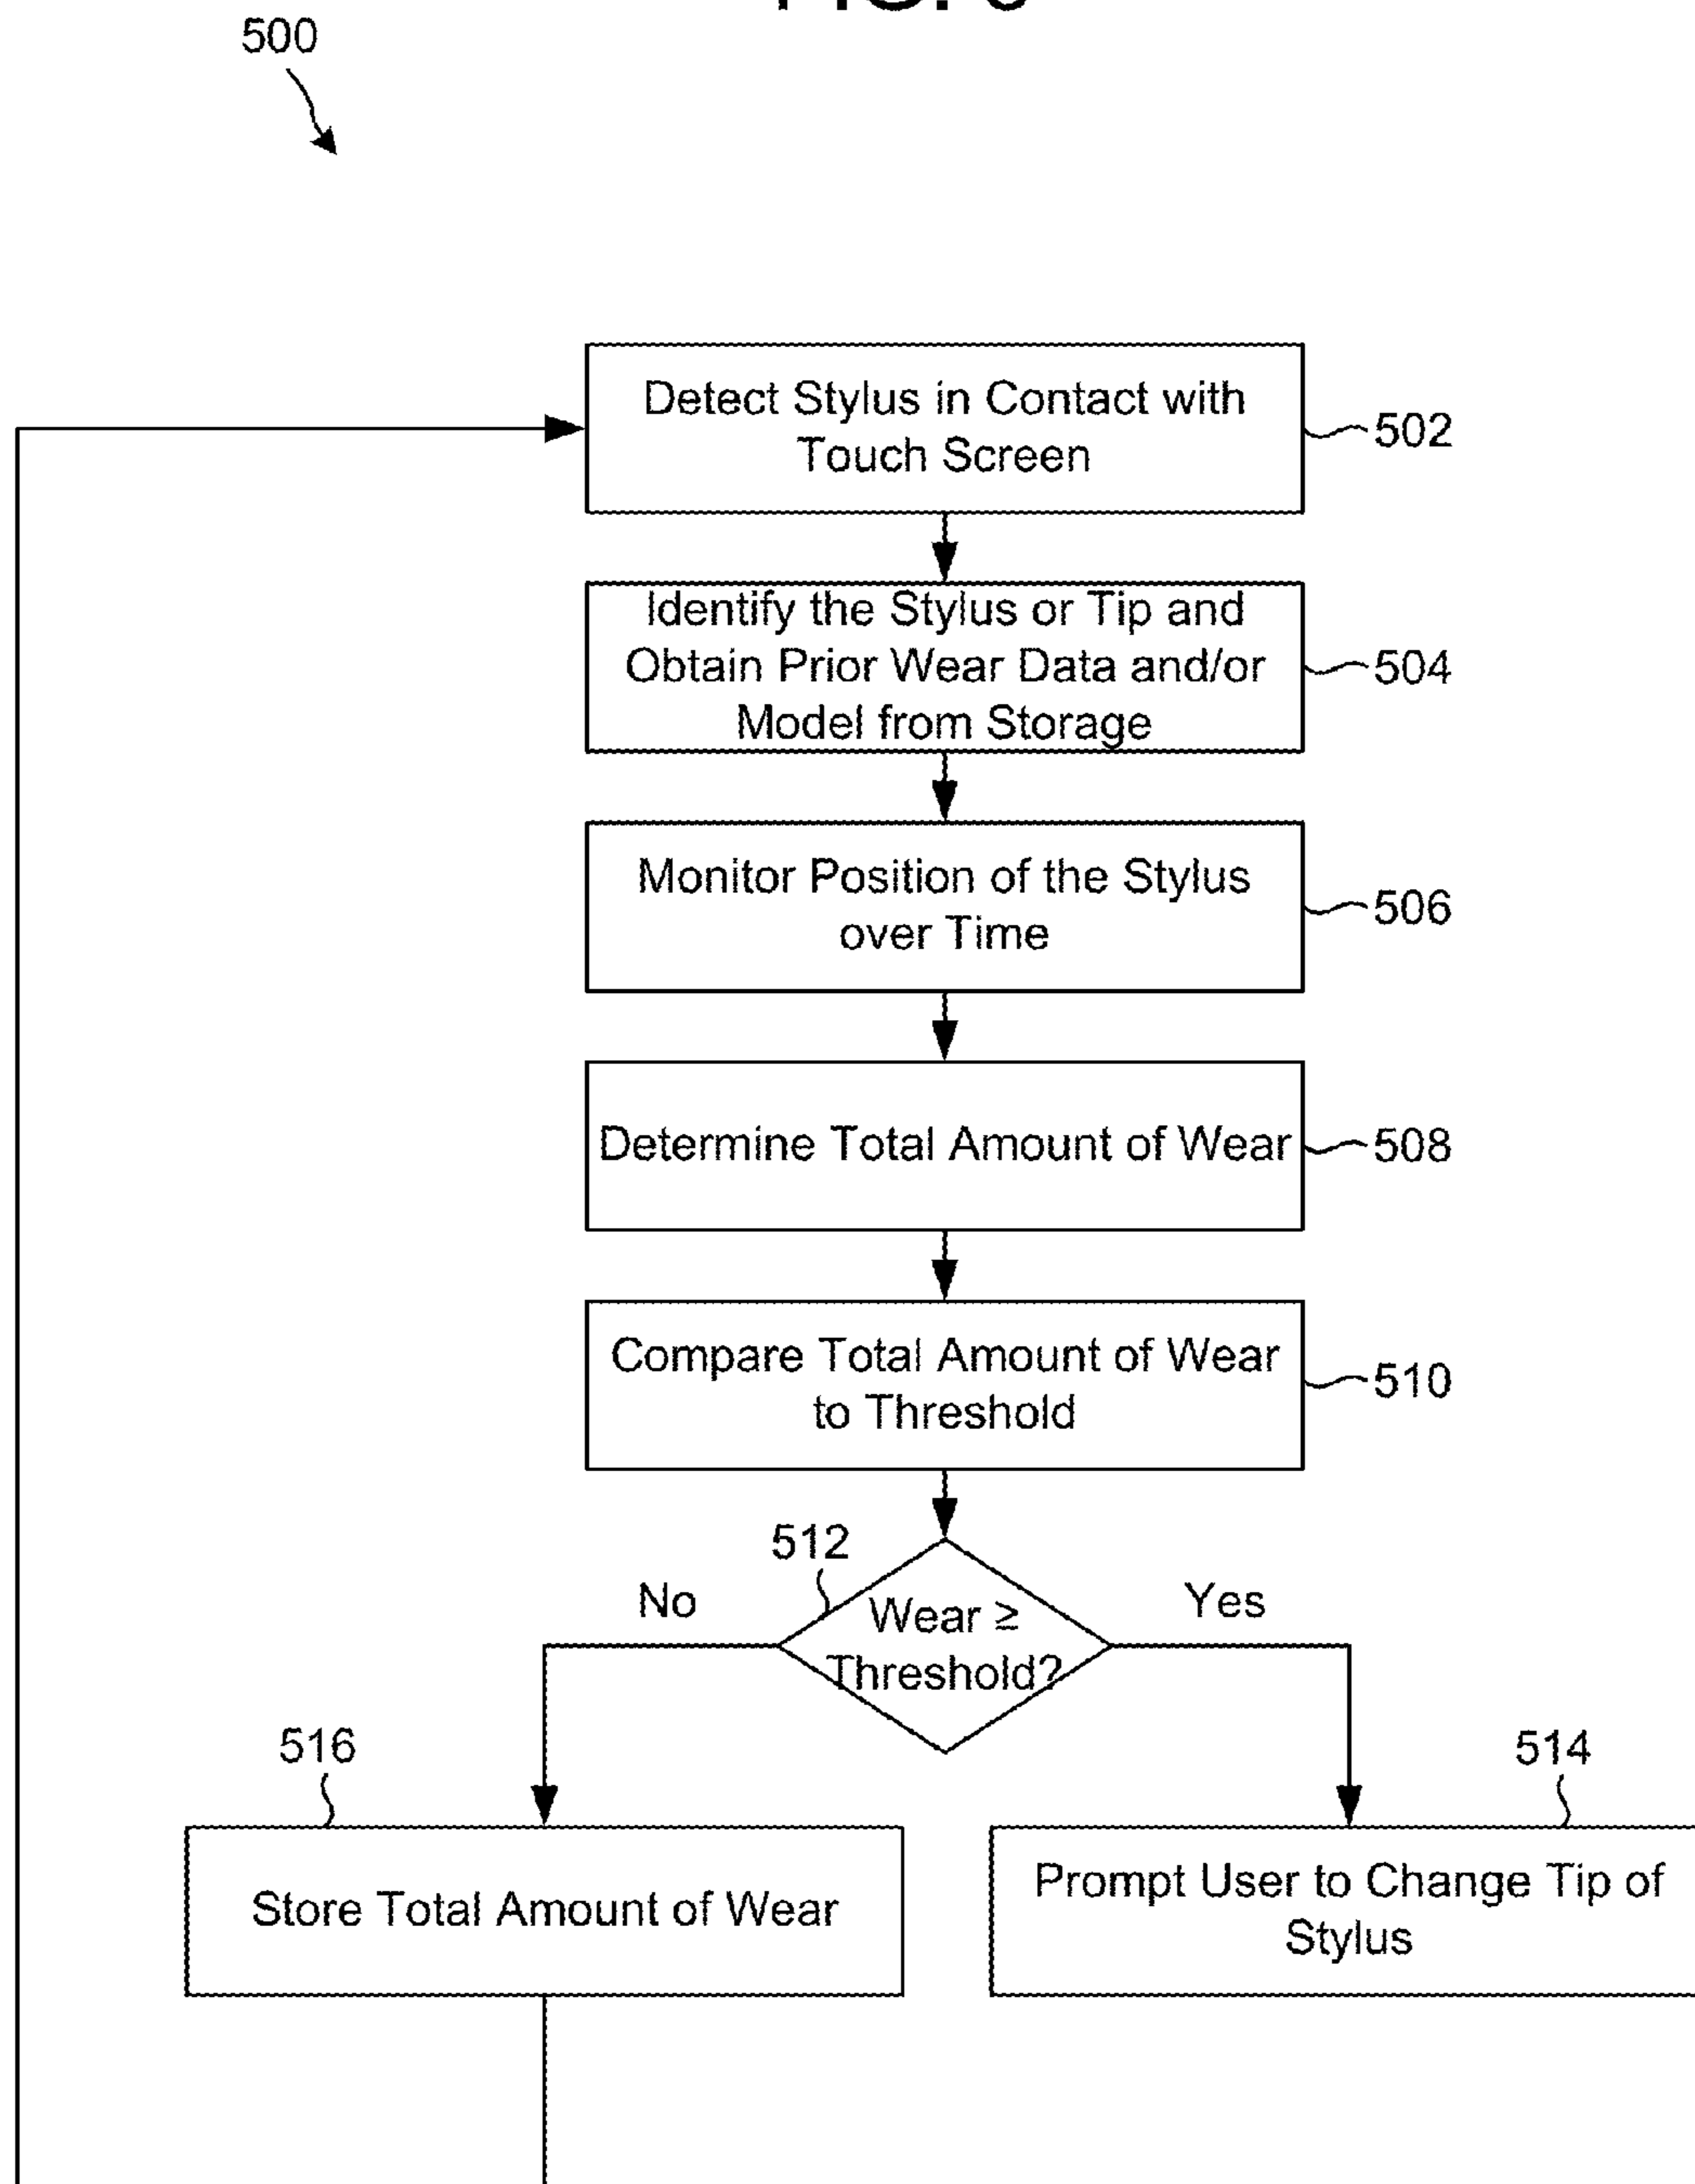 500
Detect Stylus in Contact with
Touch Screen
502
Identify the Stylus or Tip and
Obtain Prior Wear Data and/or
Model from Storage
504
Monitor Position of the Stylus
over Time
506
Determine Total Amount of Wear
508
Compare Total Amount of Wear
to Threshold
510
512
No
Wear ≥
Threshold?
Yes
516
Store Total Amount of Wear
514
Prompt User to Change Tip of
Stylus